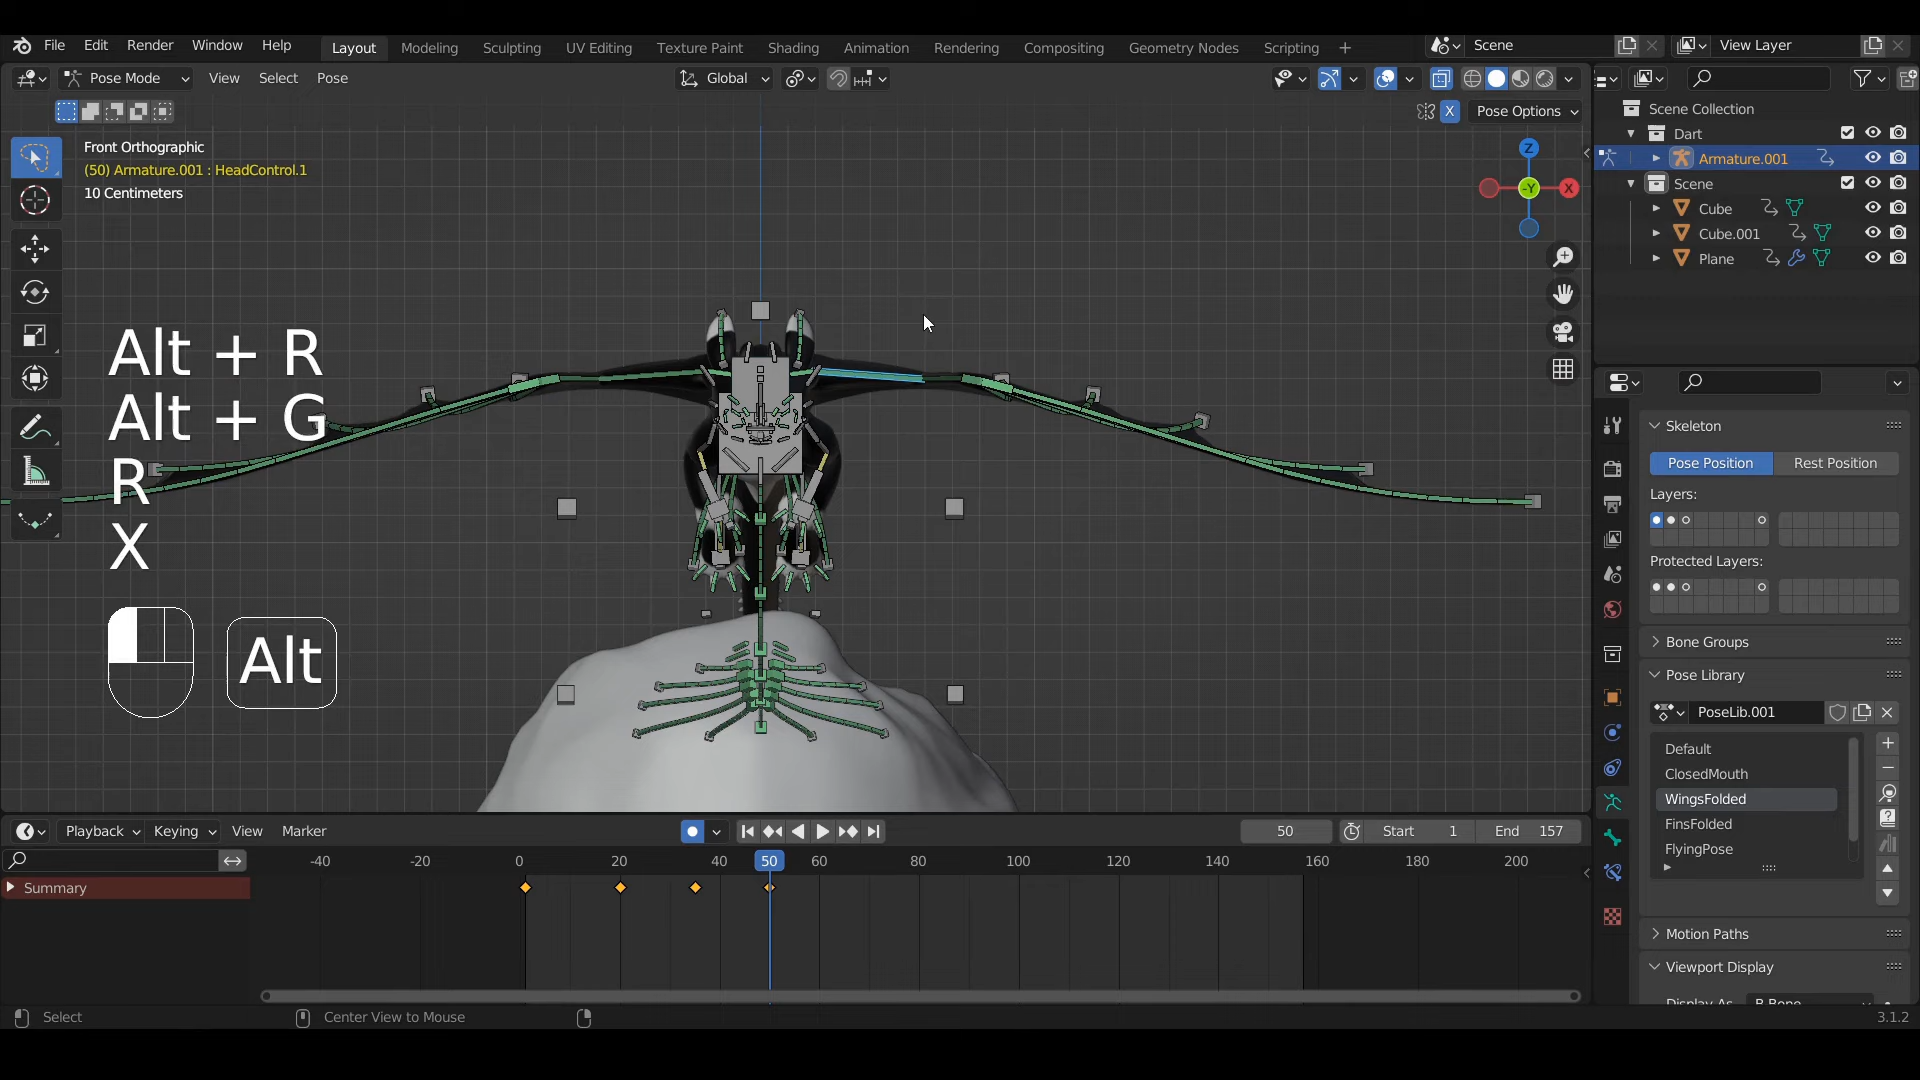 File Edit Render Window Help Layout Modeling Sculpting UV Editing Texture Paint Shading Animation Rendering Compositing Geometry Nodes Scripting + Scene View Layer
Pose Mode View Select Pose Global
X Pose Options
Front Orthographic
(50) Armature.001 : HeadControl.1
10 Centimeters
Z
-Y X
Alt + R
Alt + G
R
X
Alt
Scene Collection
Dart
Armature.001
Scene
Cube
Cube.001
Plane
Skeleton
Pose Position Rest Position
Layers:
Protected Layers:
Bone Groups
Pose Library
PoseLib.001
Default
ClosedMouth
WingsFolded
FinsFolded
FlyingPose
Motion Paths
Viewport Display
Display As B-Bone
Playback Keying View Marker 50 Start 1 End 157
-40 -20 0 20 40 50 60 80 100 120 140 160 180 200
Summary
Select Center View to Mouse 3.1.2